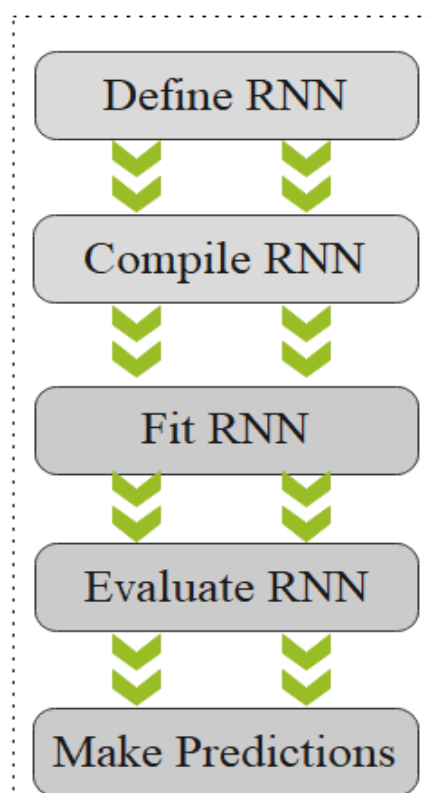 Define RNN
Compile RNN
Fit RNN
Evaluate RNN
Make Predictions